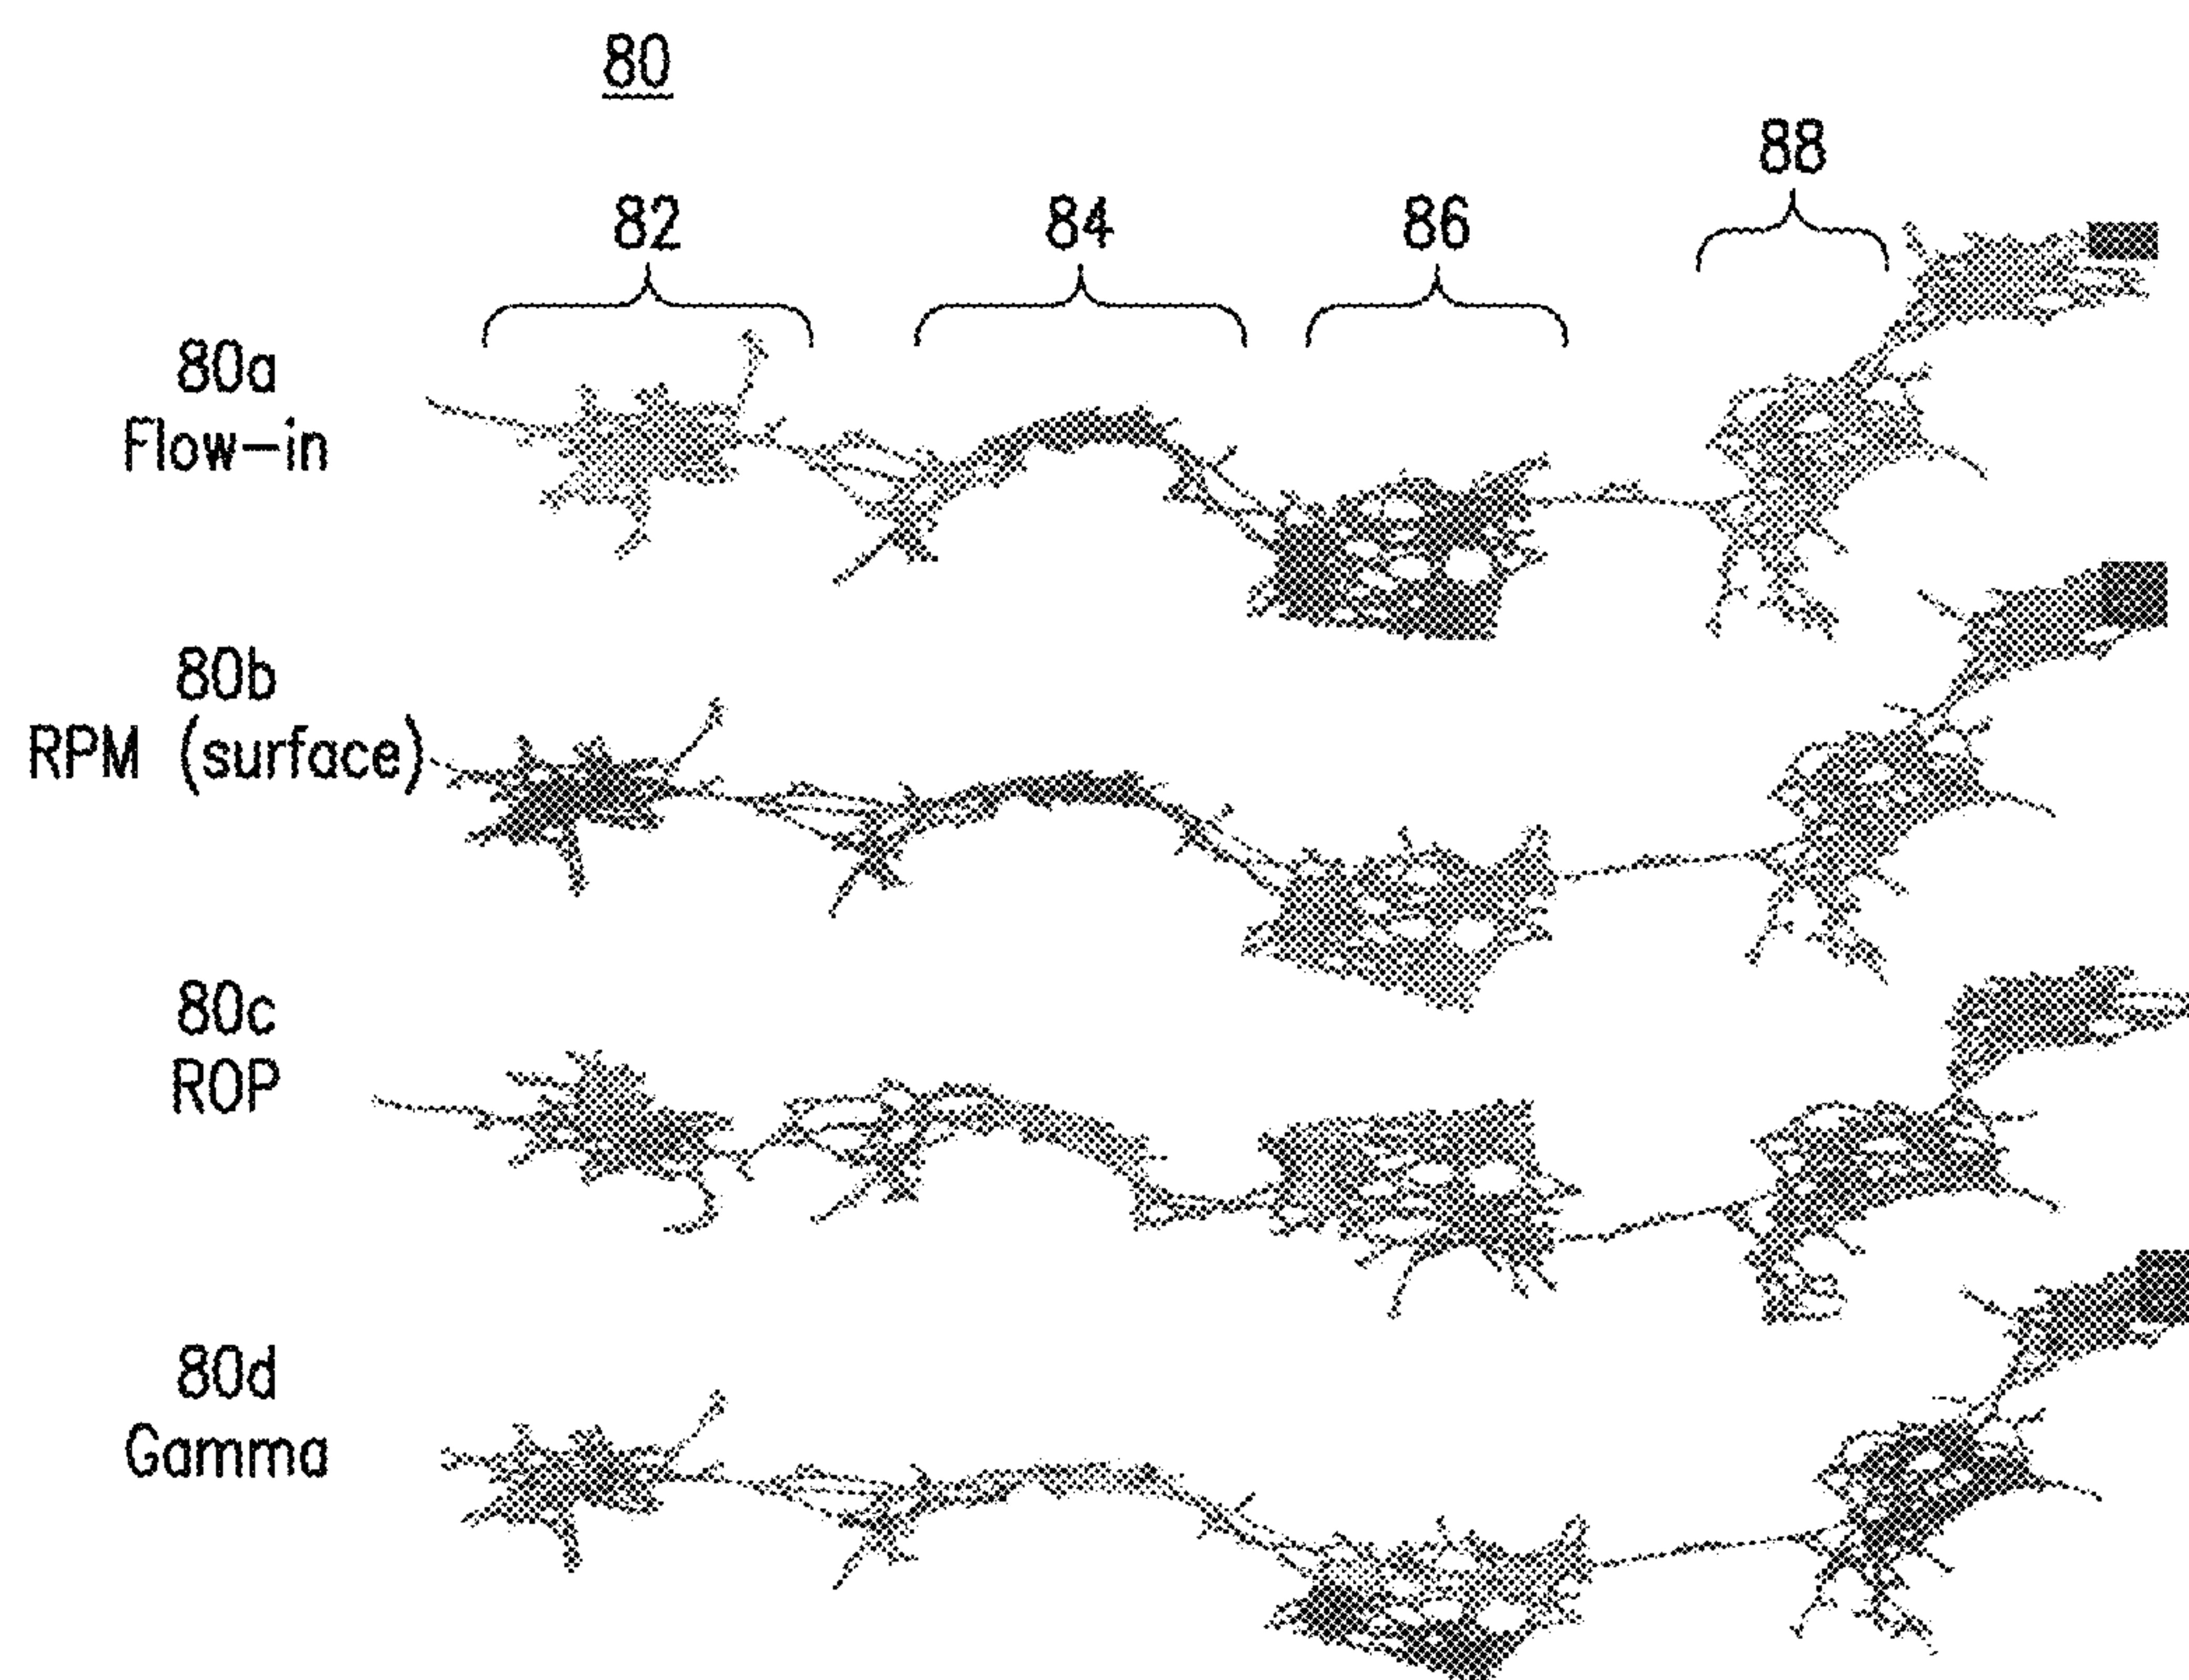 80
88
82 84 86
80a
Flow-in
80b
RPM (surface)
80c
ROP
80d
Gamma